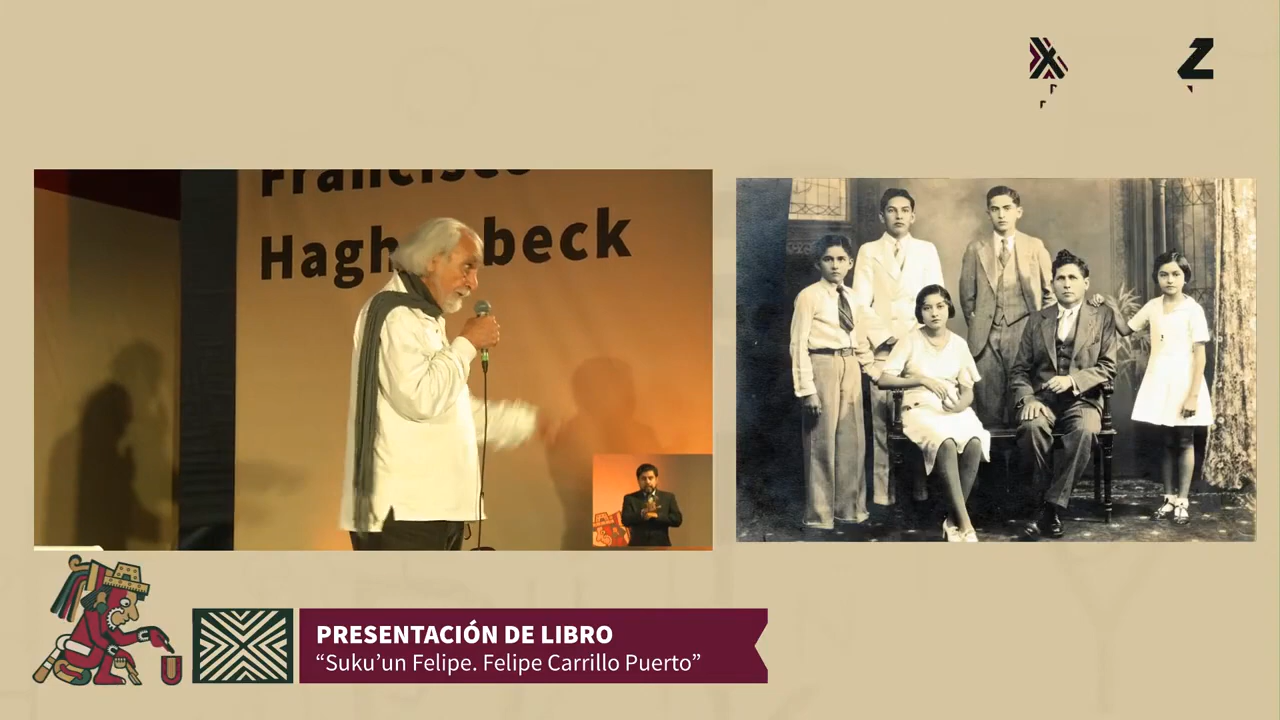 Francisco
Hagh beck
PRESENTACIÓN DE LIBRO
“Suku’un Felipe. Felipe Carrillo Puerto”